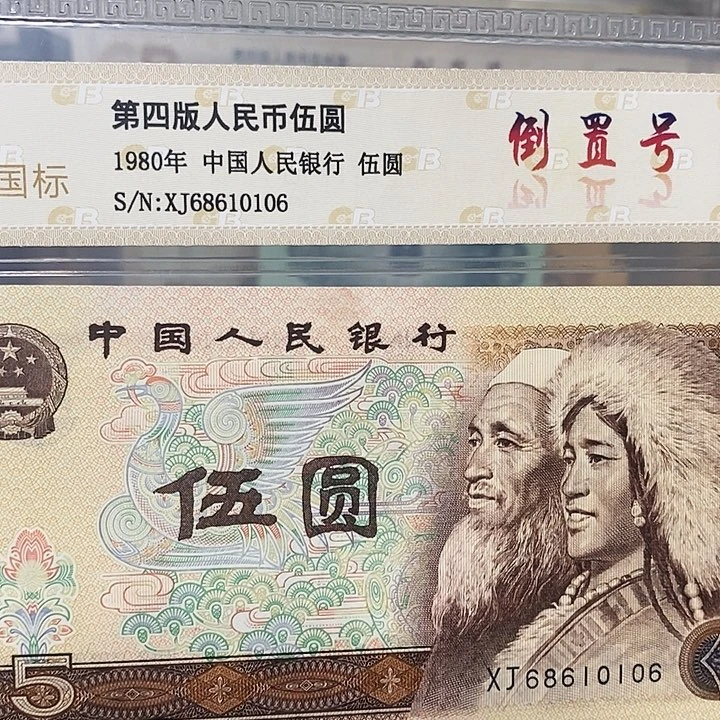 第四版人民币伍圆
1980年 中国人民银行 伍圆
S/N:XJ68610106
倒置号
国标
中国人民银行
伍圆
5
XJ68610106